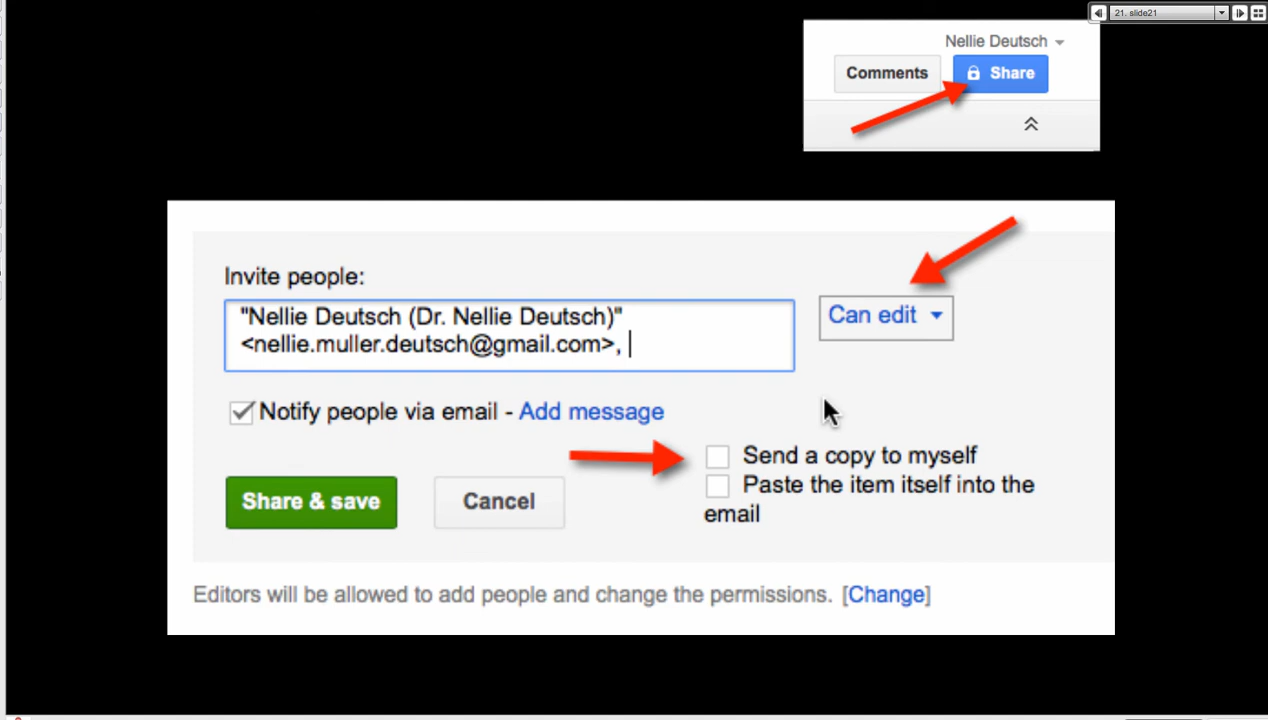 21. slide21
Nellie Deutsch
Comments
Share
Invite people:
"Nellie Deutsch (Dr. Nellie Deutsch)"
<nellie.muller.deutsch@gmail.com>,
Can edit
Notify people via email - Add message
Send a copy to myself
Paste the item itself into the
email
Share & save
Cancel
Editors will be allowed to add people and change the permissions. [Change]